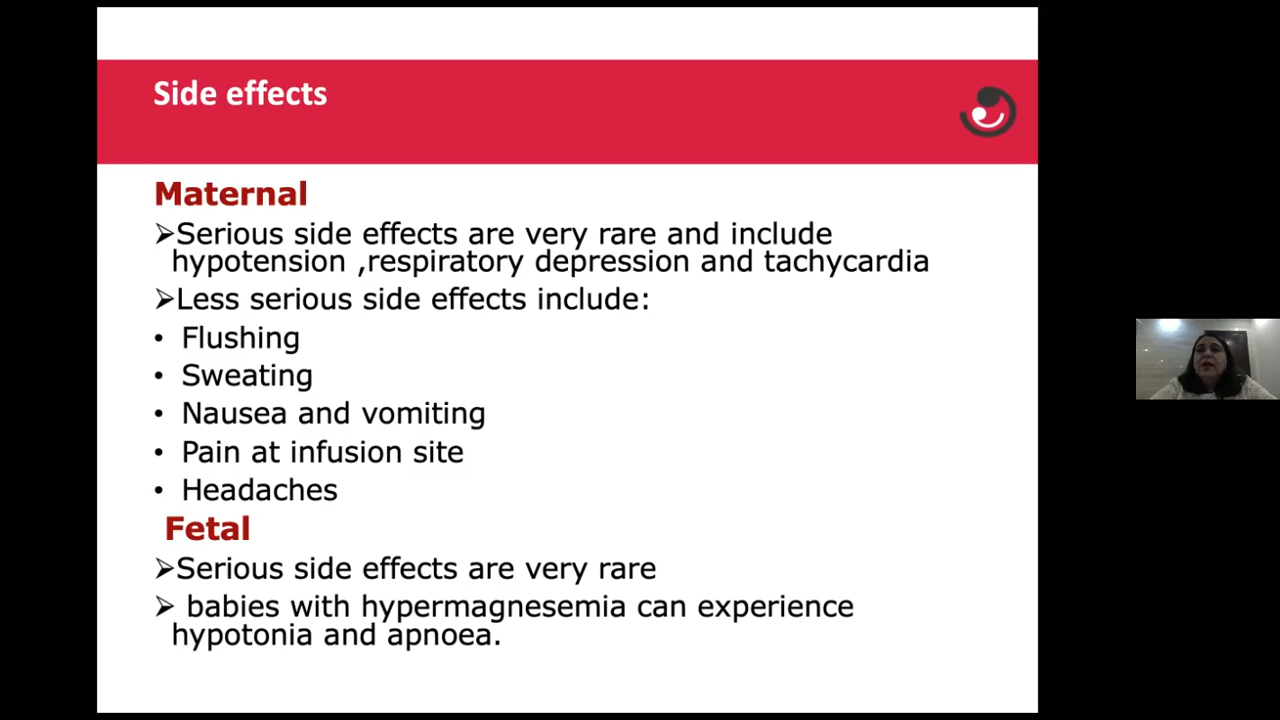 Side effects
Maternal
➢Serious side effects are very rare and include
hypotension ,respiratory depression and tachycardia
➢Less serious side effects include:
• Flushing
• Sweating
• Nausea and vomiting
• Pain at infusion site
• Headaches
Fetal
➢Serious side effects are very rare
➢ babies with hypermagnesemia can experience
hypotonia and apnoea.